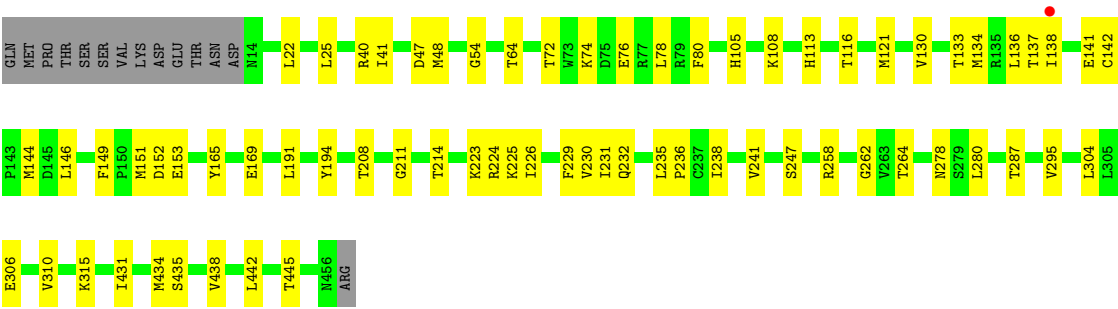 GLN MET PRO THR SER SER VAL LYS ASP GLU THR ASN ASP N14 L22 L25 R40 I41 D47 M48 G54 T64 T72 W73 K74 D75 E76 R77 L78 R79 F80 H105 K108 H113 T116 M121 V130 T133 M134 R135 L136 T137 I138 E141 C142
P143 M144 D145 L146 F149 P150 M151 D152 E153 Y165 E169 L191 Y194 T208 G211 T214 K223 R224 K225 I226 F229 V230 I231 Q232 L235 P236 C237 I238 V241 S247 R258 G262 V263 T264 N278 S279 L280 T287 V295 L304 L305
E306 V310 K315 I431 M434 S435 V438 L442 T445 N456 ARG